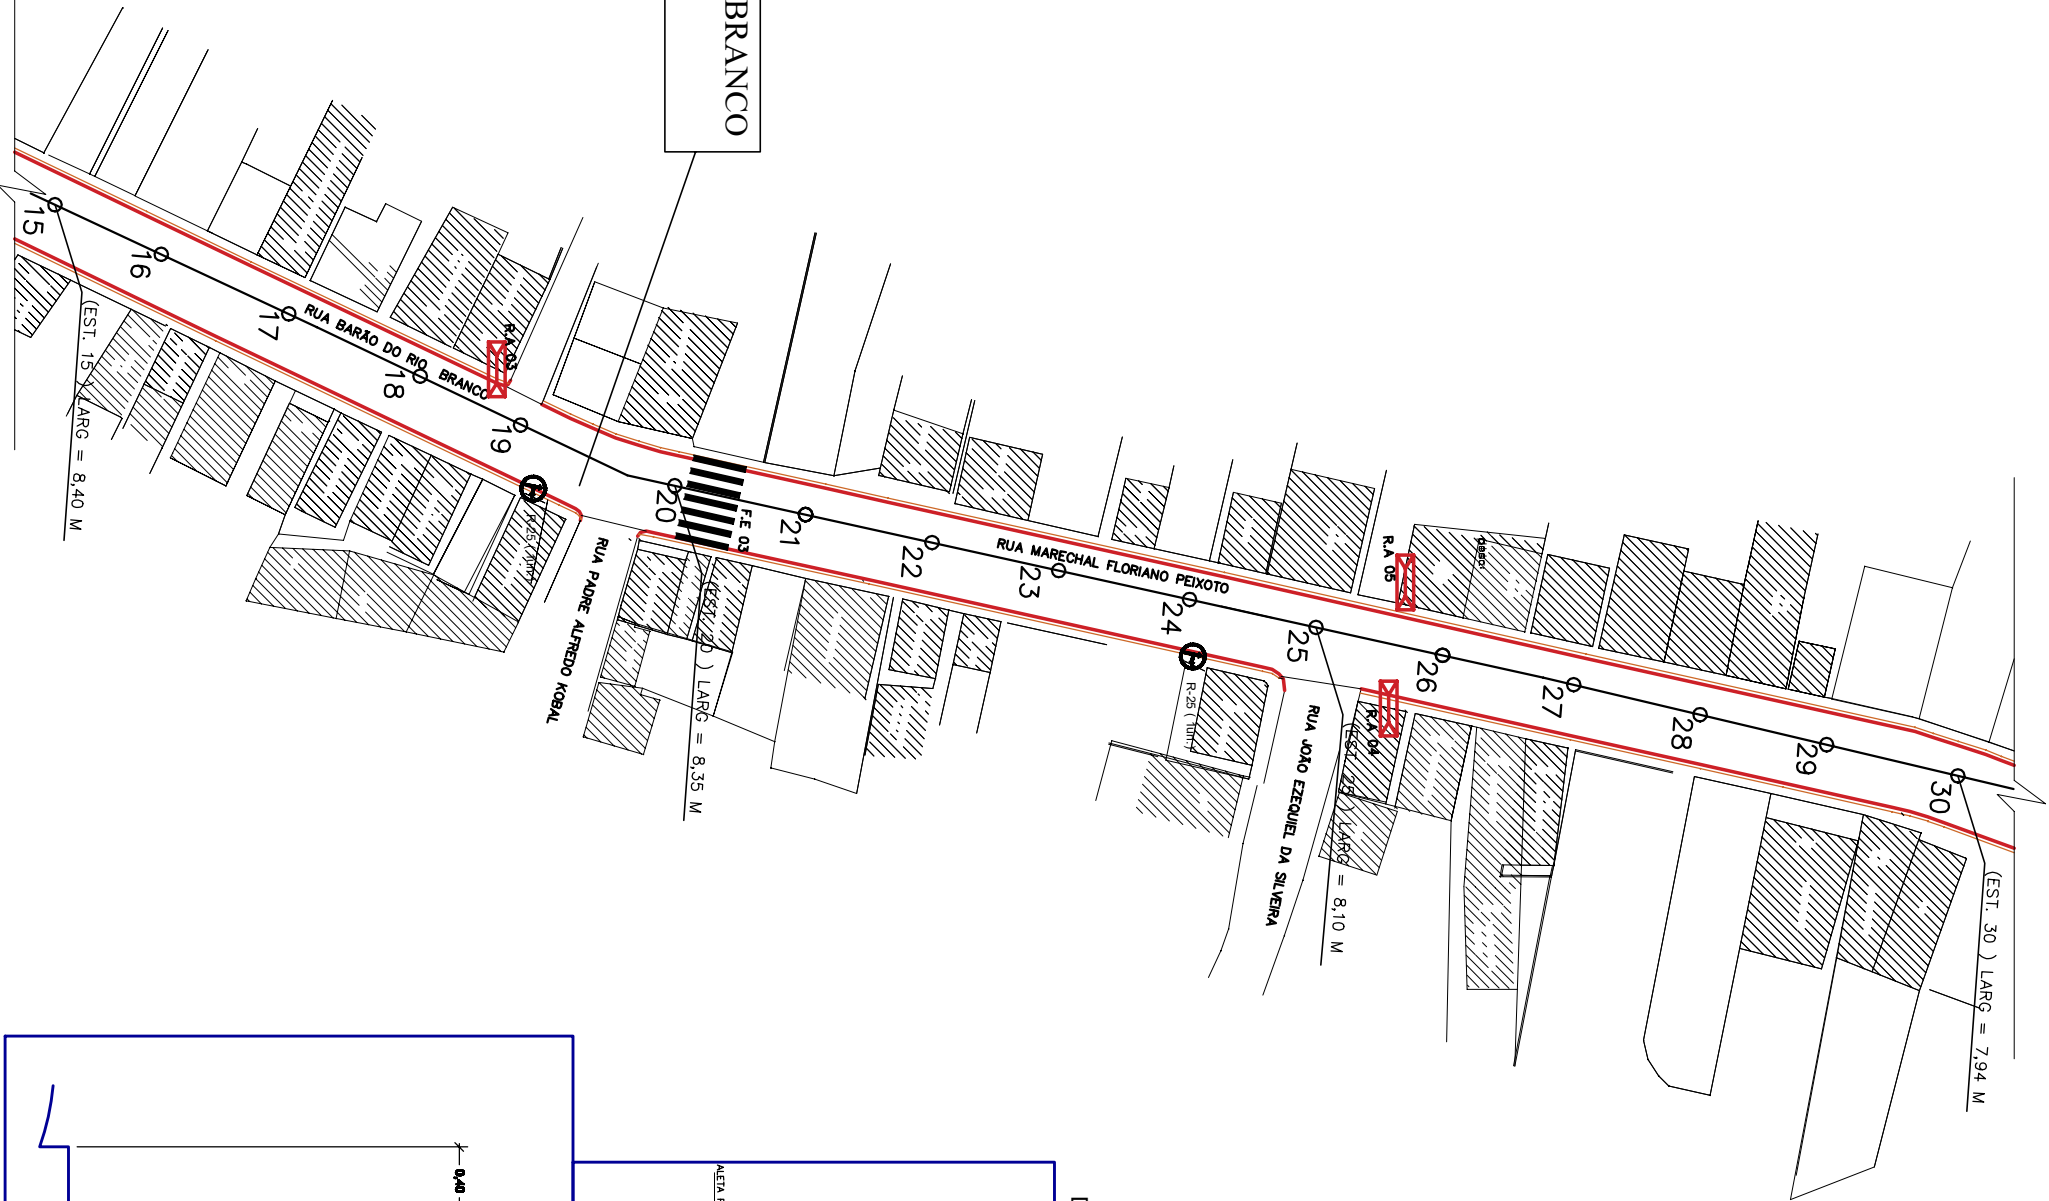 BRANCO
15
16
17
18
19
20
21
22
23
24
25
26
27
28
29
30
RUA BARÃO DO RIO BRANCO
R.A 03
RUA MARECHAL FLORIANO PEIXOTO
F.E 03
R.A 05
R.A 04
RUA PADRE ALFREDO KOBAL
RUA JOÃO EZEQUIEL DA SILVEIRA
R-25 (1un.)
R-25 (1un.)
(EST. 15 ) LARG = 8,40 M
(EST. 20 ) LARG = 8,35 M
(EST. 25 ) LARG = 8,10 M
(EST. 30 ) LARG = 7,94 M
0,40
ALETA